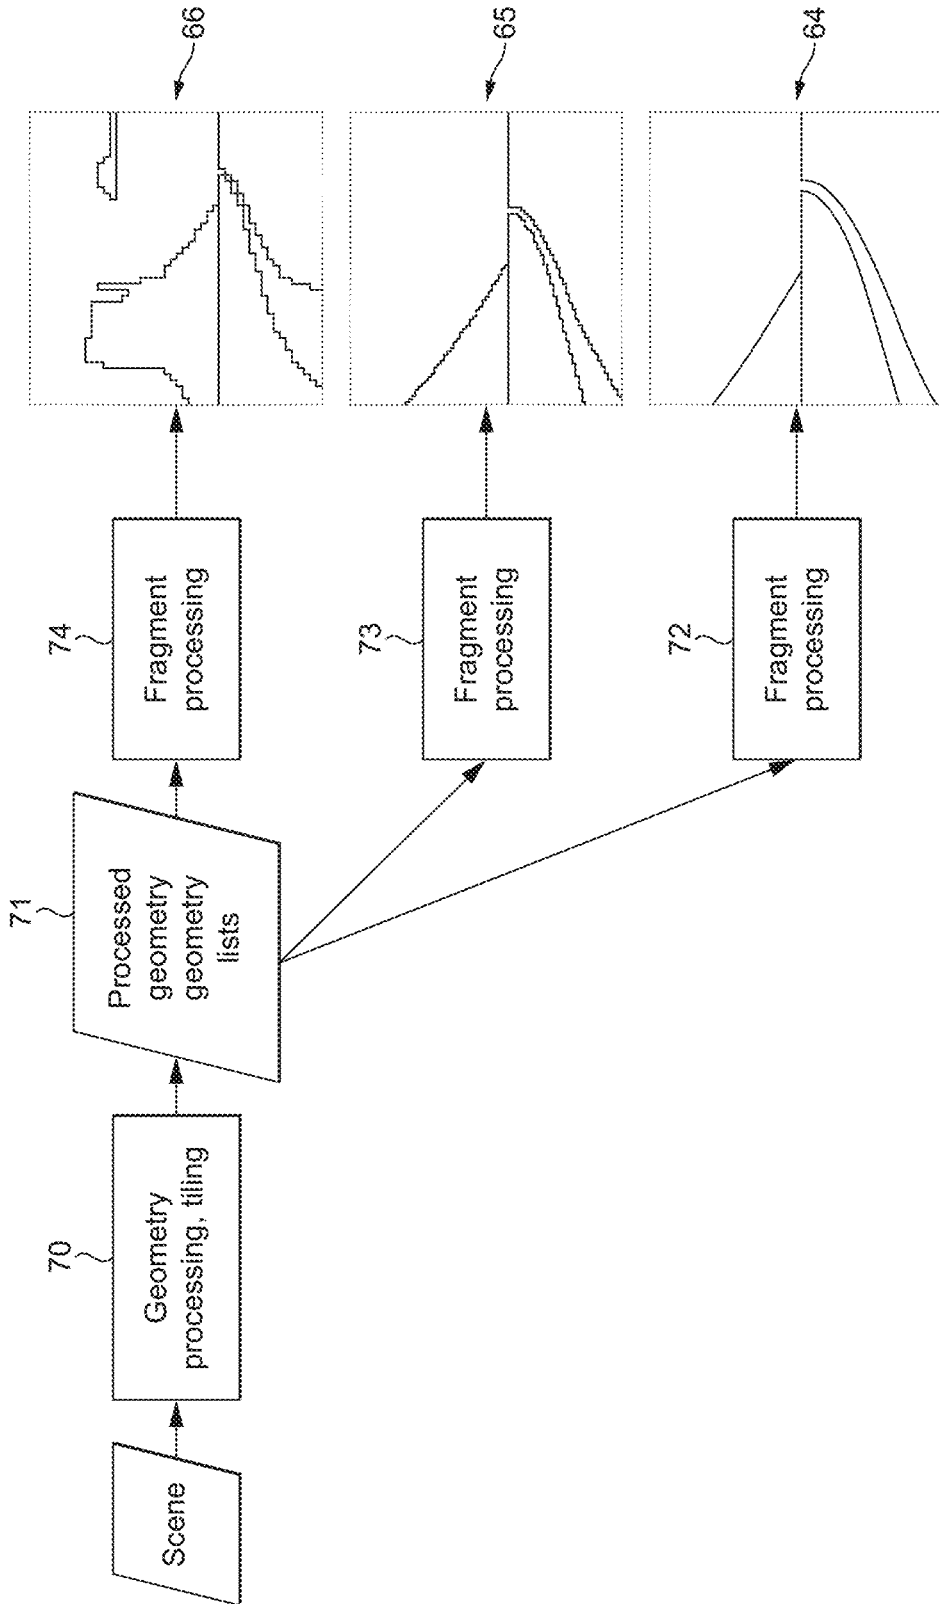 Scene
70
Geometry
processing, tiling
71
Processed
geometry
geometry
lists
74
Fragment
processing
66
73
Fragment
processing
65
72
Fragment
processing
64